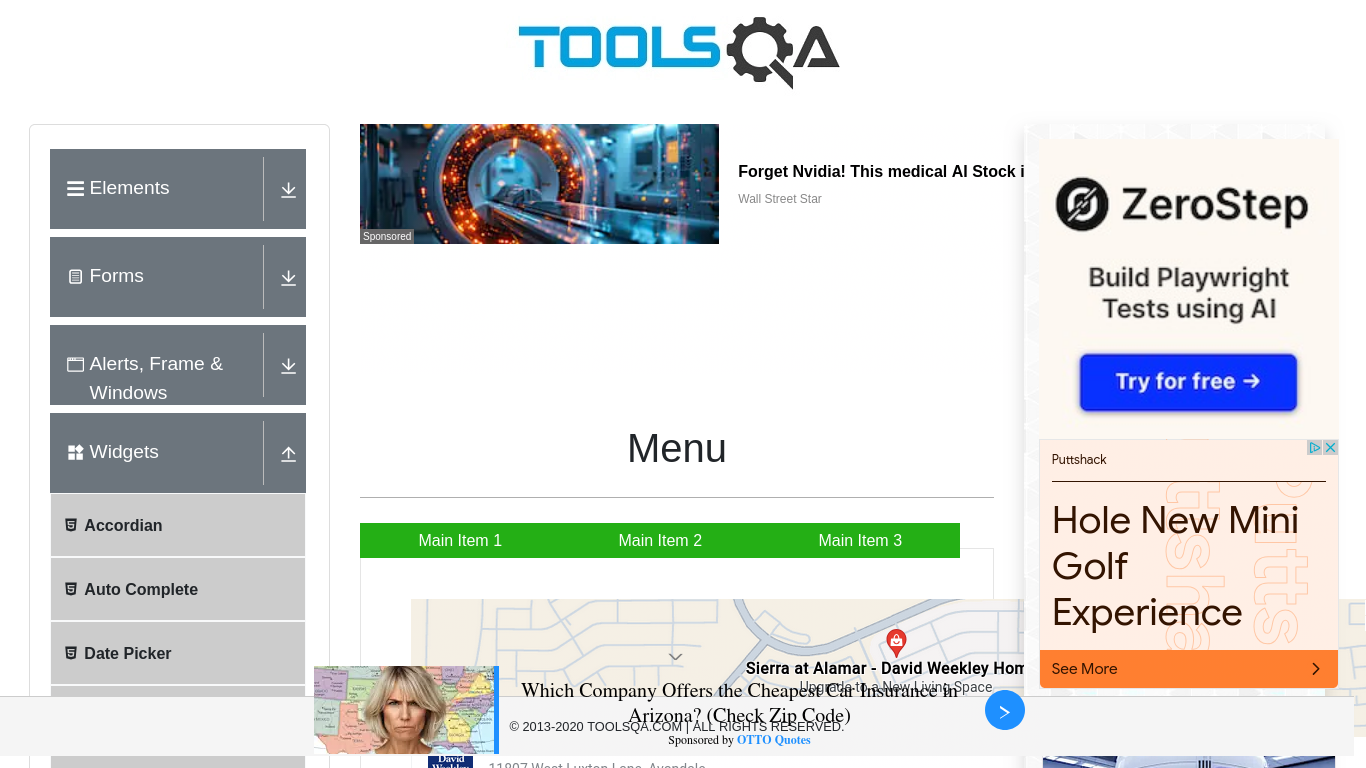 TOOLSQA
Elements
Forms
Alerts, Frame &
Windows
Widgets
Accordian
Auto Complete
Date Picker
Sponsored
Forget Nvidia! This medical AI Stock i
Wall Street Star
Menu
Main Item 1
Main Item 2
Main Item 3
Sierra at Alamar - David Weekley Hom
Upgrade to a New Living Space
Which Company Offers the Cheapest Car Insurance in
Arizona? (Check Zip Code)
© 2013-2020 TOOLSQA.COM | ALL RIGHTS RESERVED.
Sponsored by OTTO Quotes
David
Weekley
11807 West Luxton Lane, Avondale
ZeroStep
Build Playwright
Tests using AI
Try for free →
Puttshack
Hole New Mini
Golf
Experience
See More